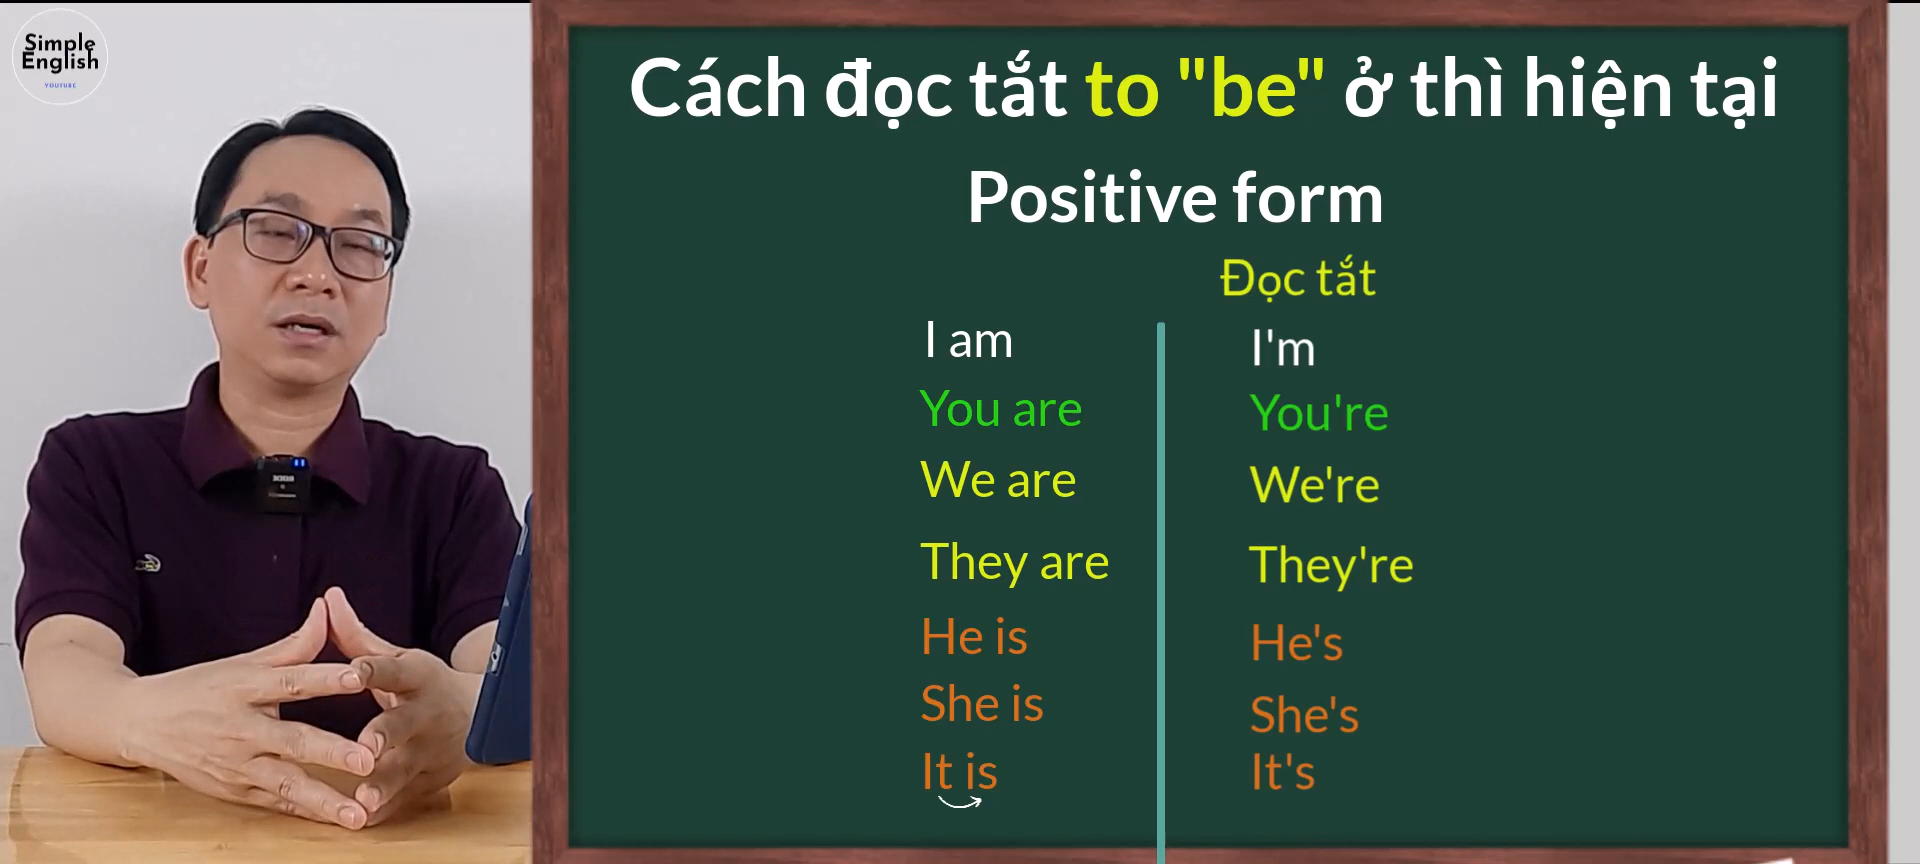 Simple
English
YOUTUBE
Cách đọc tắt to "be" ở thì hiện tại
Positive form
Đọc tắt
I am I'm
You are You're
We are We're
They are They're
He is He's
She is She's
It is It's